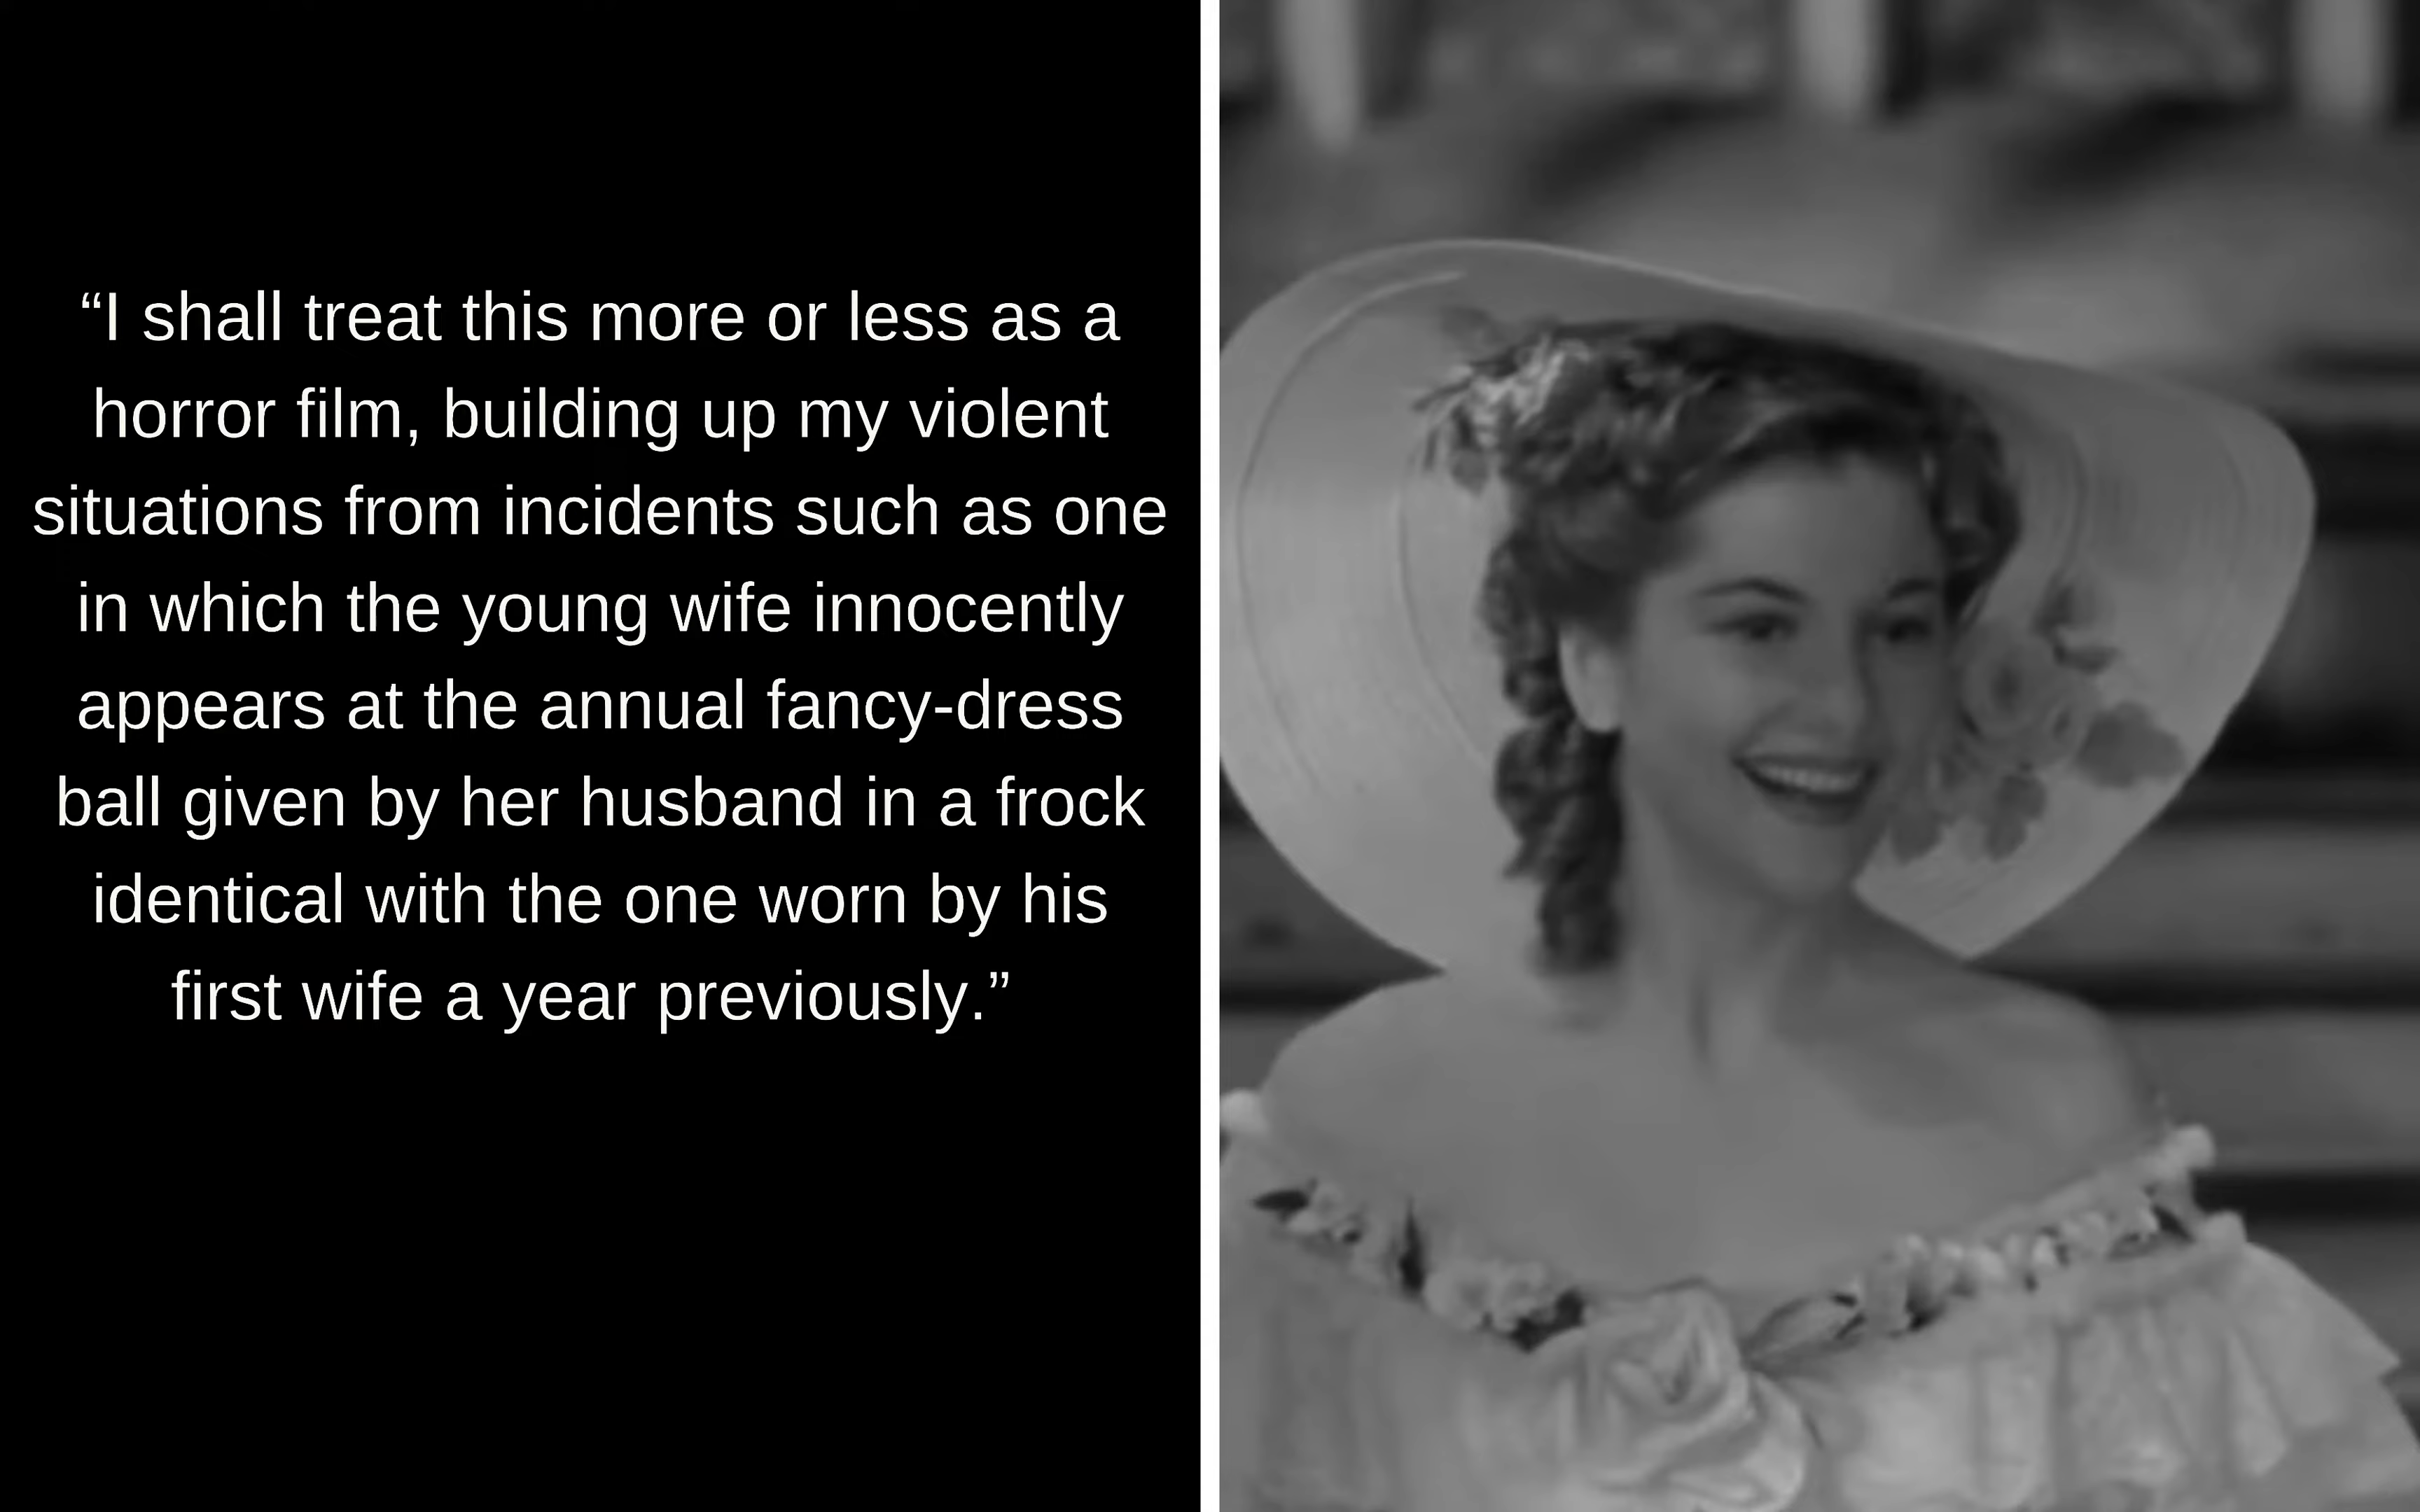 “I shall treat this more or less as a
horror film, building up my violent
situations from incidents such as one
in which the young wife innocently
appears at the annual fancy-dress
ball given by her husband in a frock
identical with the one worn by his
first wife a year previously.”